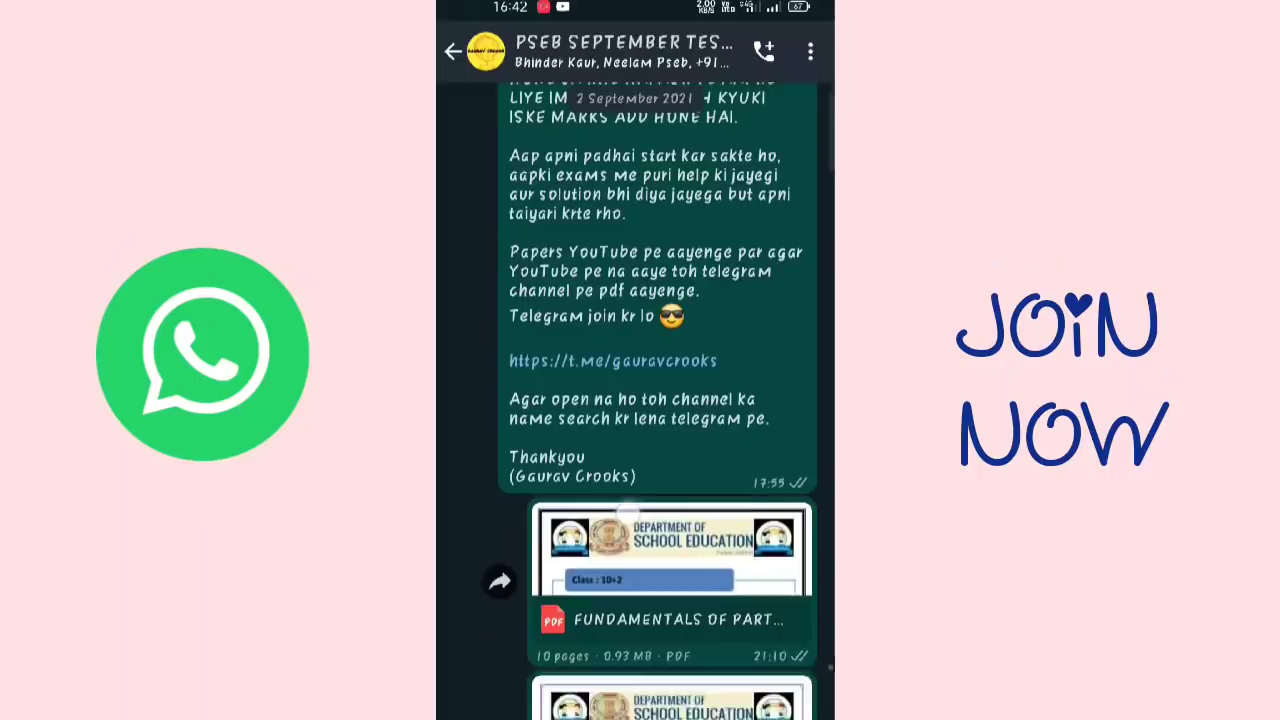 16:42
2.00 KB/S
67
PSEB SEPTEMBER TES...
Bhinder Kaur, Neelam Pseb, +91...
2 September 2021
LIYE IM H KYUKI
ISKE MARKS ADD HONE HAI.
Aap apni padhai start kar sakte ho,
aapki exams me puri help ki jayegi
aur solution bhi diya jayega but apni
taiyari krte rho.
Papers YouTube pe aayenge par agar
YouTube pe na aaye toh telegram
channel pe pdf aayenge.
Telegram join kr lo 😎
https://t.me/gauravcrooks
Agar open na ho toh channel ka
name search kr lena telegram pe.
Thankyou
(Gaurav Crooks)
17:55
DEPARTMENT OF
SCHOOL EDUCATION
Class : 10+2
PDF
FUNDAMENTALS OF PART...
10 pages · 0.93 MB · PDF
21:10
DEPARTMENT OF
SCHOOL EDUCATION
JOIN
NOW